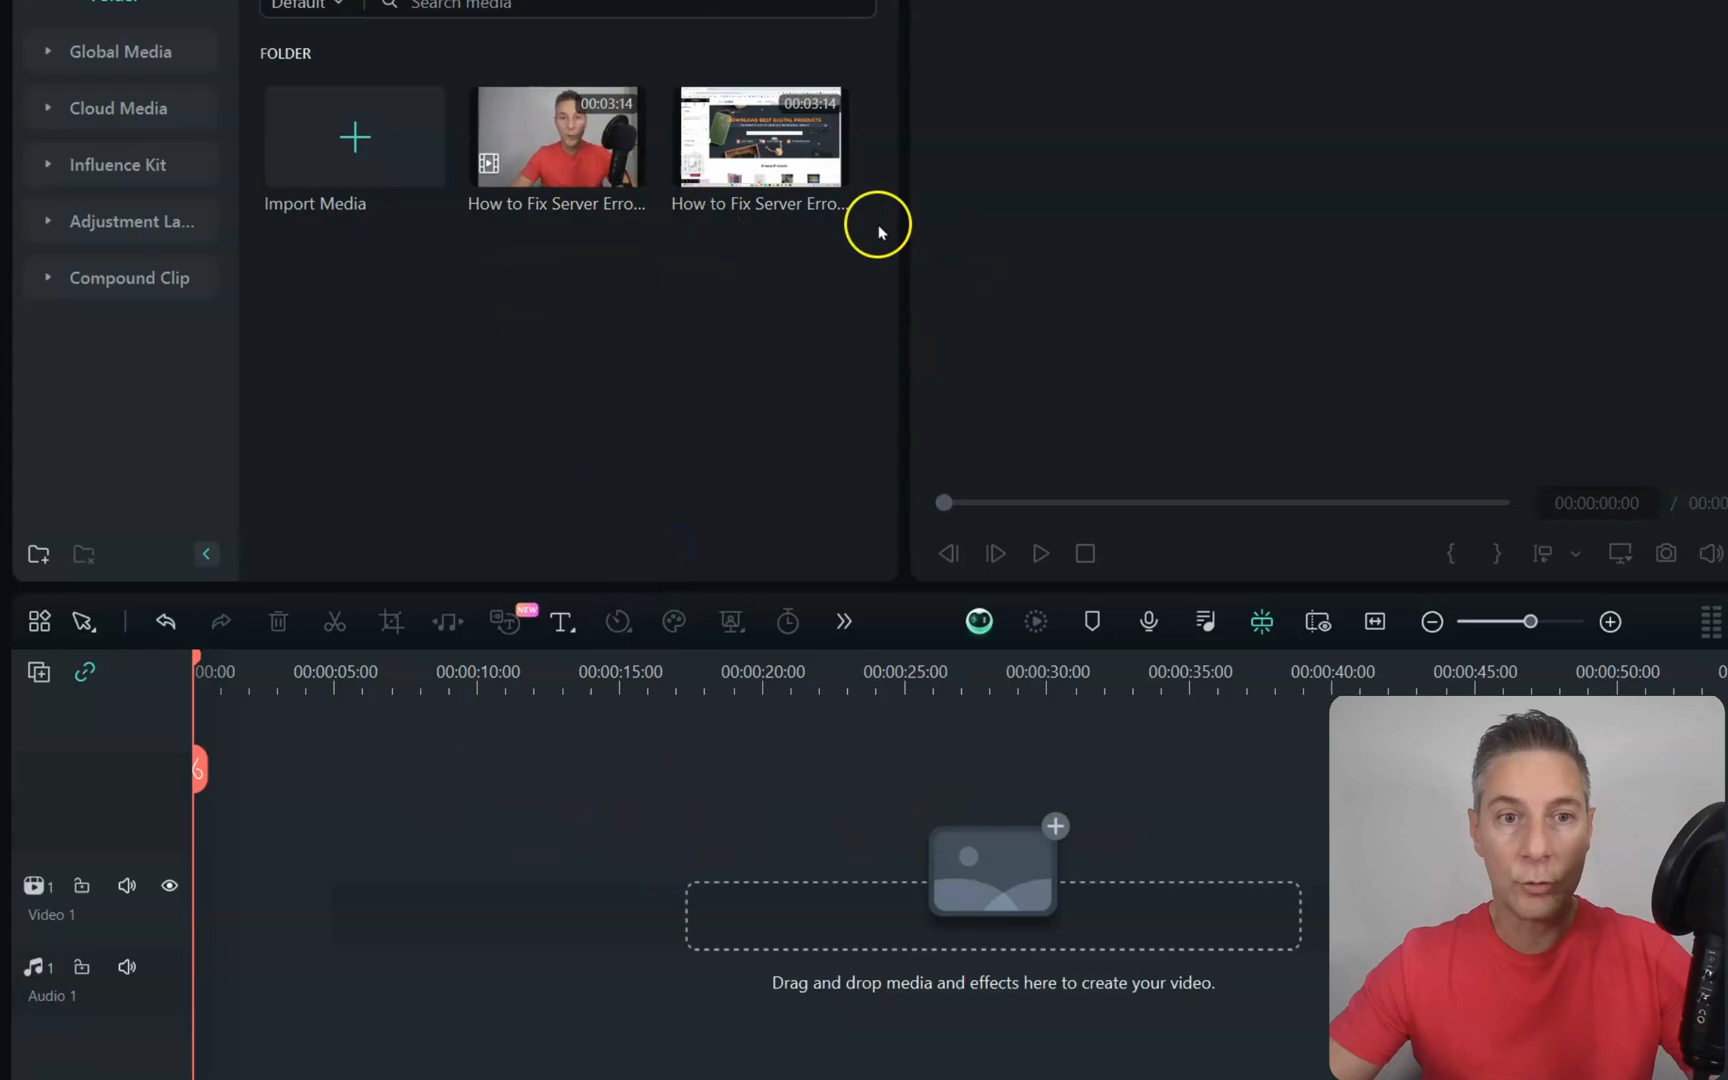 Folder
Default
Search media
Global Media
FOLDER
Cloud Media
Influence Kit
Adjustment La...
Compound Clip
00:03:14
00:03:14
DOWNLOAD BEST DIGITAL PRODUCTS
Import Media
How to Fix Server Erro...
How to Fix Server Erro...
00:00:00:00 / 00:00
NEW
00:00
00:00:05:00
00:00:10:00
00:00:15:00
00:00:20:00
00:00:25:00
00:00:30:00
00:00:35:00
00:00:40:00
00:00:45:00
00:00:50:00
1
Video 1
1
Audio 1
Drag and drop media and effects here to create your video.